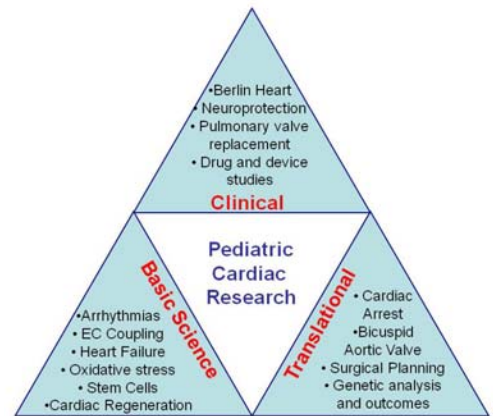 •Berlin Heart
• Neuroprotection
• Pulmonary valve
replacement
• Drug and device
studies
Clinical
Pediatric
Cardiac
Research
Basic Science
•Arrhythmias
• EC Coupling
• Heart Failure
• Oxidative stress
• Stem Cells
•Cardiac Regeneration
Translational
• Cardiac
Arrest
• Bicuspid
Aortic Valve
• Surgical Planning
• Genetic analysis
and outcomes